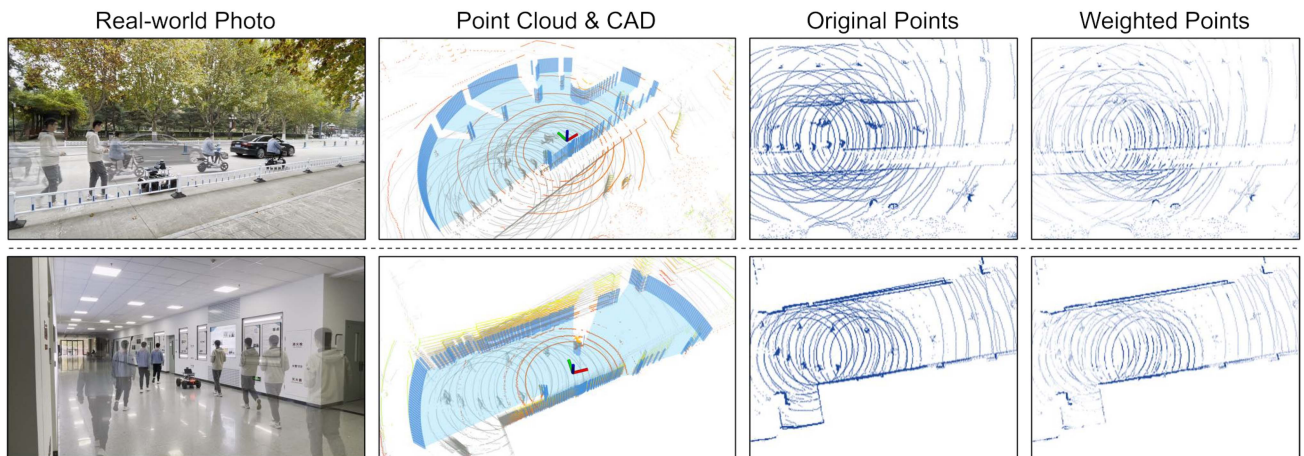 Real-world Photo
Point Cloud & CAD
Original Points
Weighted Points